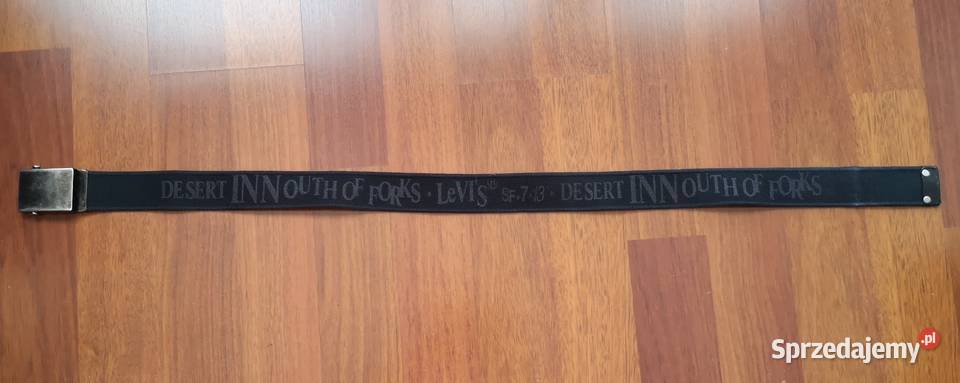 DESERT INN OUTH OF FORKS • LeVI'S® SF•7•13 • DESERT INN OUTH OF FORKS
Sprzedajemy.pl